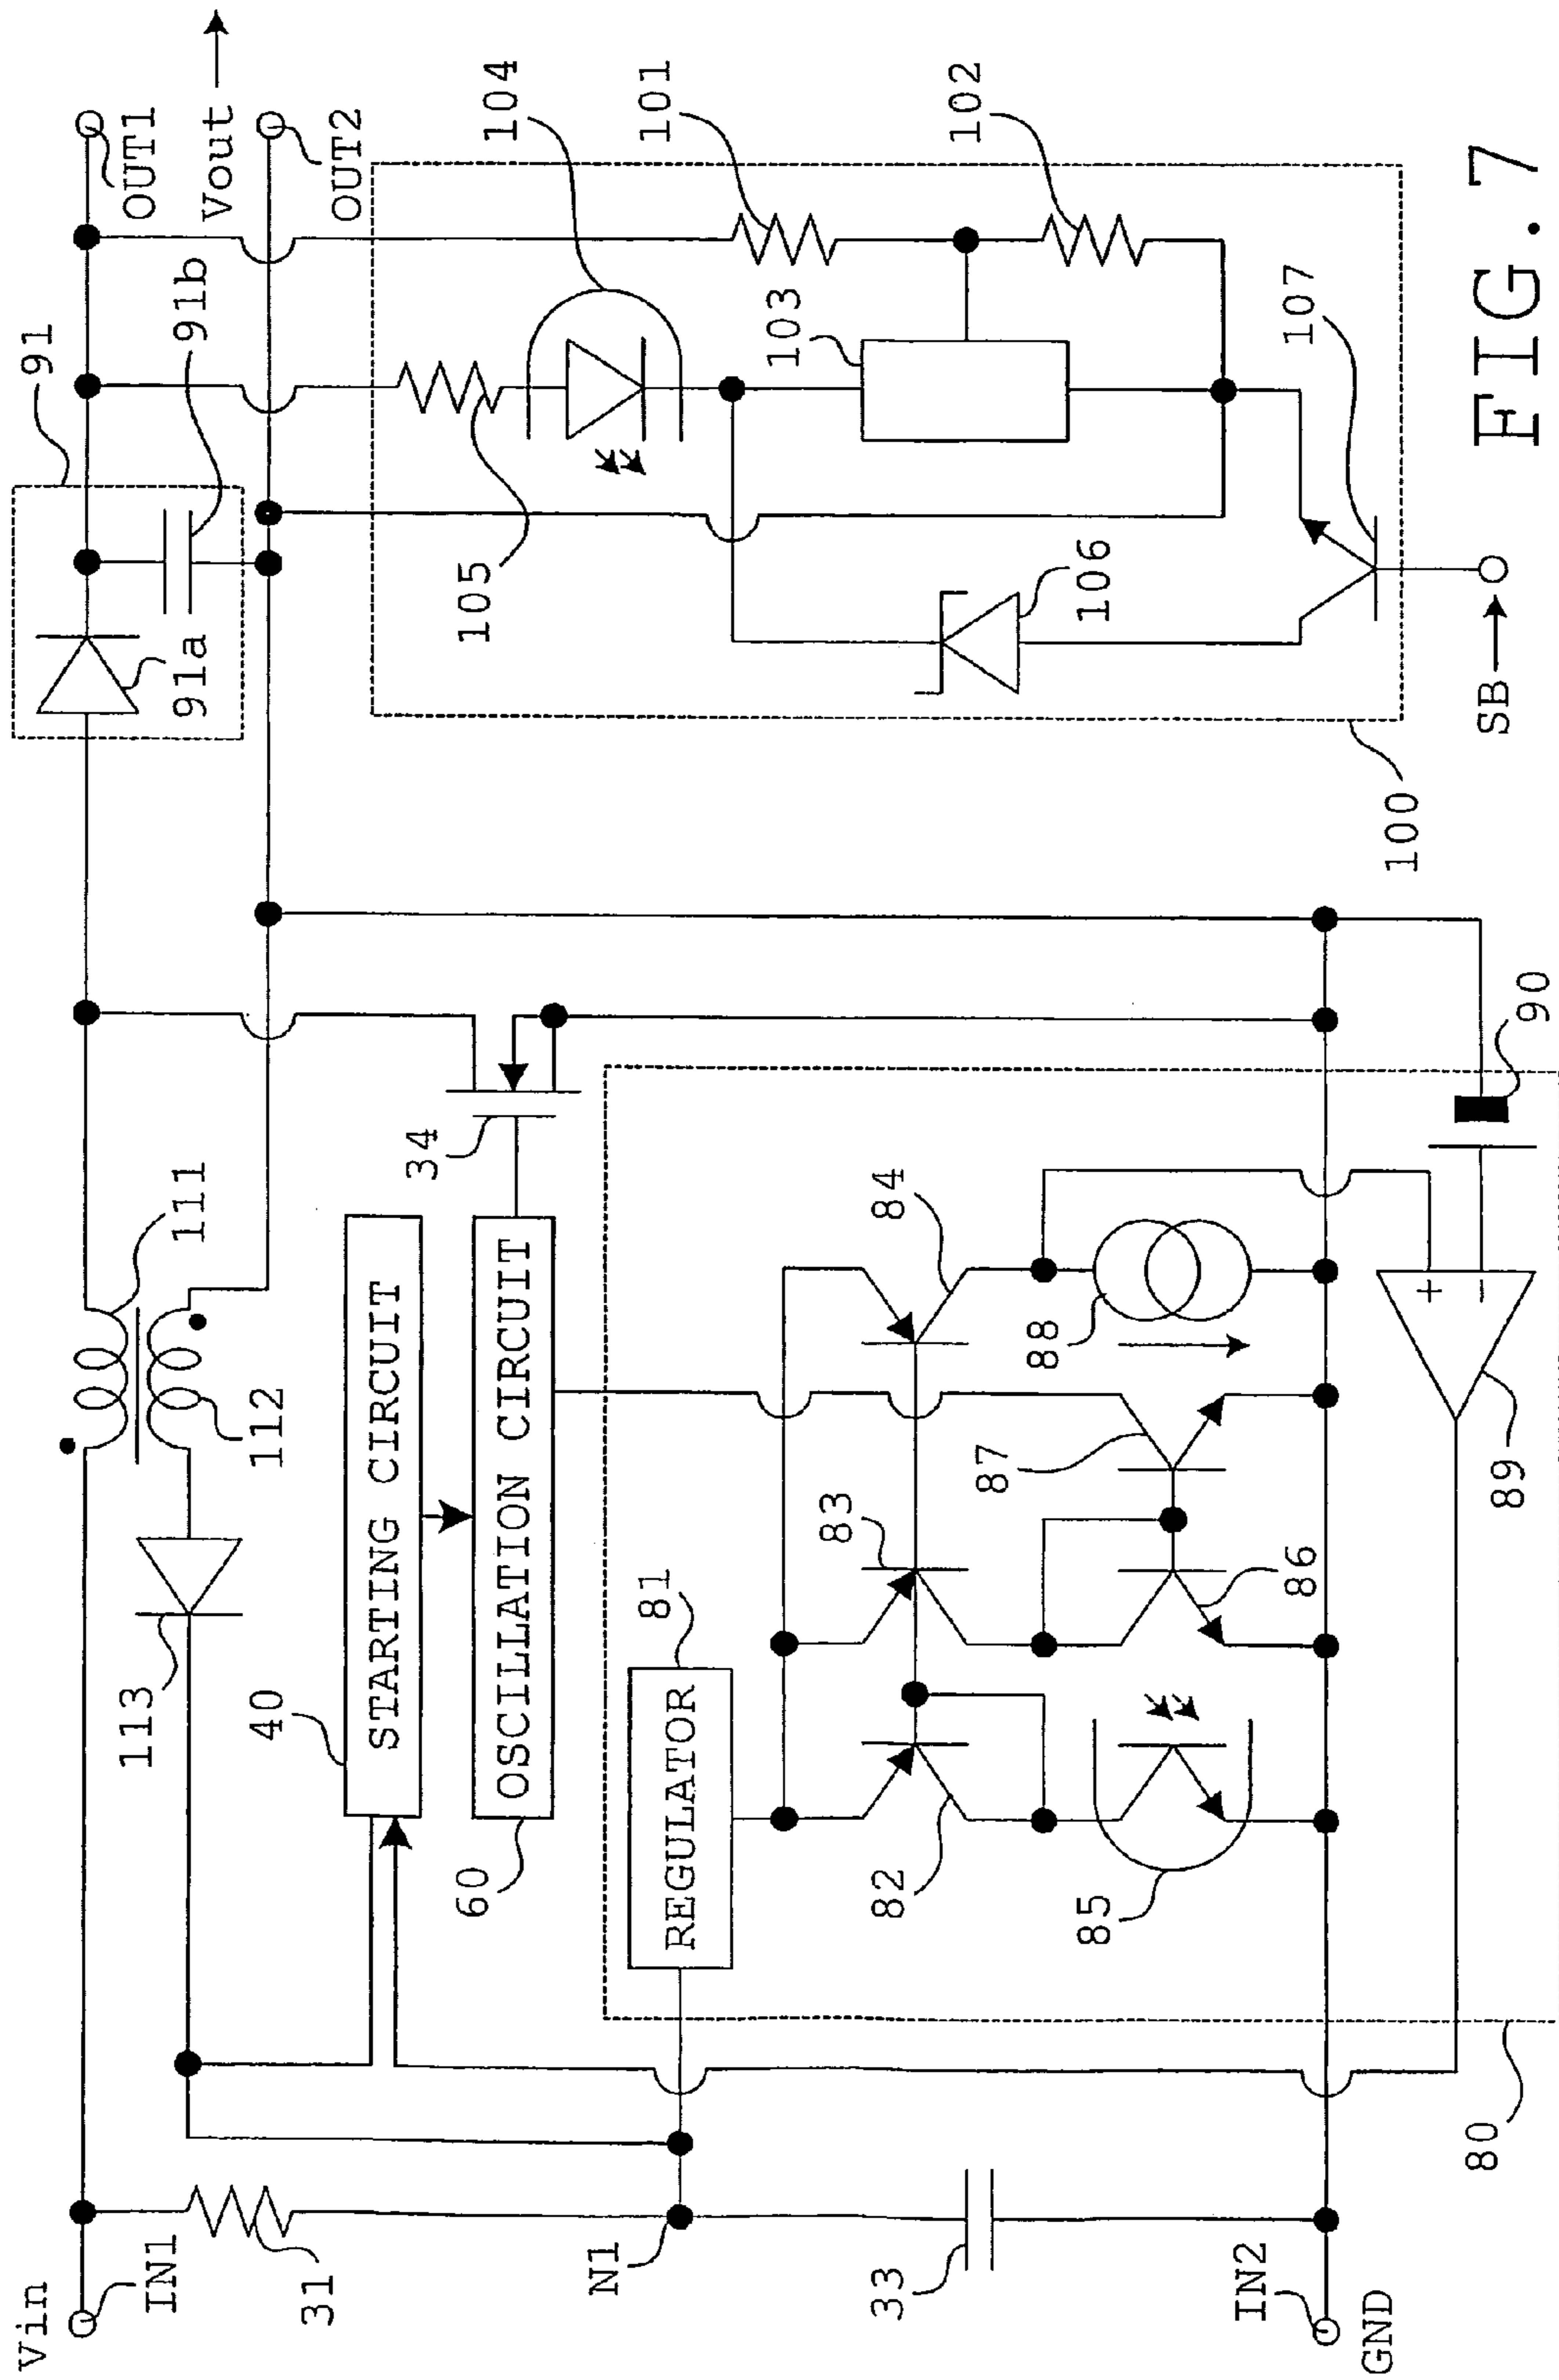 Vin
IN1
31
N1
33
IN2
GND
113
112
111
40
STARTING CIRCUIT
60
OSCILLATION CIRCUIT
34
REGULATOR
81
82
83
84
85
86
87
88
89
+
−
90
80
91
91a
91b
OUT1
Vout
OUT2
105
104
101
102
103
106
107
100
SB
FIG.7